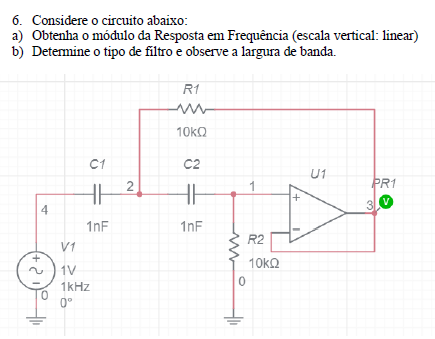 6. Considere o circuito abaixo:
a) Obtenha o módulo da Resposta em Frequência (escala vertical: linear)
b) Determine o tipo de filtro e observe a largura de banda.
R1
10kΩ
C1
C2
2
1
U1
PR1
+
V
3
4
1nF
1nF
-
R2
V1
10kΩ
+
1V
0
1kHz
0
0°